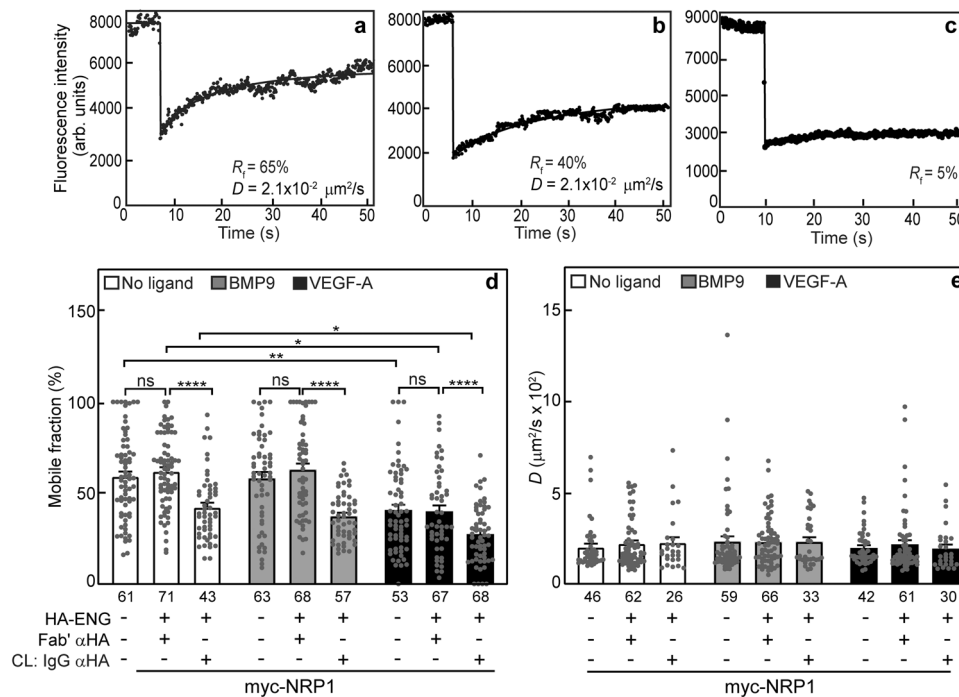 8000
6000
4000
2000
0
Fluorescence intensity
(arb. units)
a
Rf = 65%
D = 2.1x10-2 μm2/s
0 10 20 30 40 50
Time (s)
8000
6000
4000
2000
0
b
Rf = 40%
D = 2.1x10-2 μm2/s
0 10 20 30 40 50
Time (s)
9000
7000
5000
3000
2000
0
c
Rf = 5%
0 10 20 30 40 50
Time (s)
No ligand BMP9 VEGF-A d
150
100
50
0
Mobile fraction (%)
*
*
**
ns **** ns **** ns ****
61 71 43 63 68 57 53 67 68
HA-ENG - + + - + + - + +
Fab' αHA - + - - + - - + -
CL: IgG αHA - - + - - + - - +
myc-NRP1
No ligand BMP9 VEGF-A e
15
10
5
0
D (μm2/s x 102)
46 62 26 59 66 33 42 61 30
- + + - + + - + +
- + - - + - - + -
- - + - - + - - +
myc-NRP1